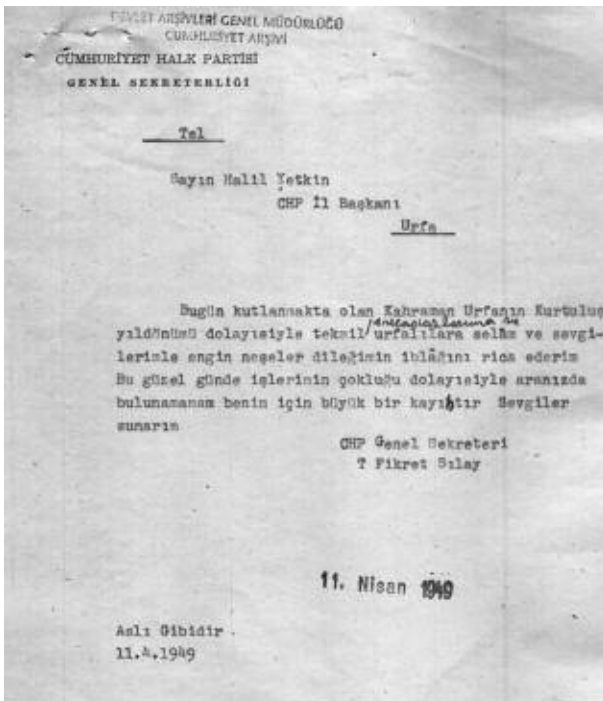 DEVLET ARŞİVLERİ GENEL MÜDÜRLÜĞÜ
CUMHURİYET ARŞİVİ
CÜMHURİYET HALK PARTİSİ
GENEL SEKRETERLİĞİ
Tel
Sayın Halil Yetkin
CHP İl Başkanı
Urfa
Bugün kutlanmakta olan Kahraman Urfanın Kurtuluş
yıldönümü dolayısiyle tekmil/urfalılara selâm ve sevgi-
lerimle engin neşeler dileğimin iblâğını rica ederim
Bu güzel günde işlerinin çokluğu dolayısiyle aranızda
bulunamamam benin için büyük bir kayıptır Sevgiler
sunarım
CHP Genel Sekreteri
T Fikret Sılay
11. Nisan 1949
Aslı Gibidir.
11.4.1949